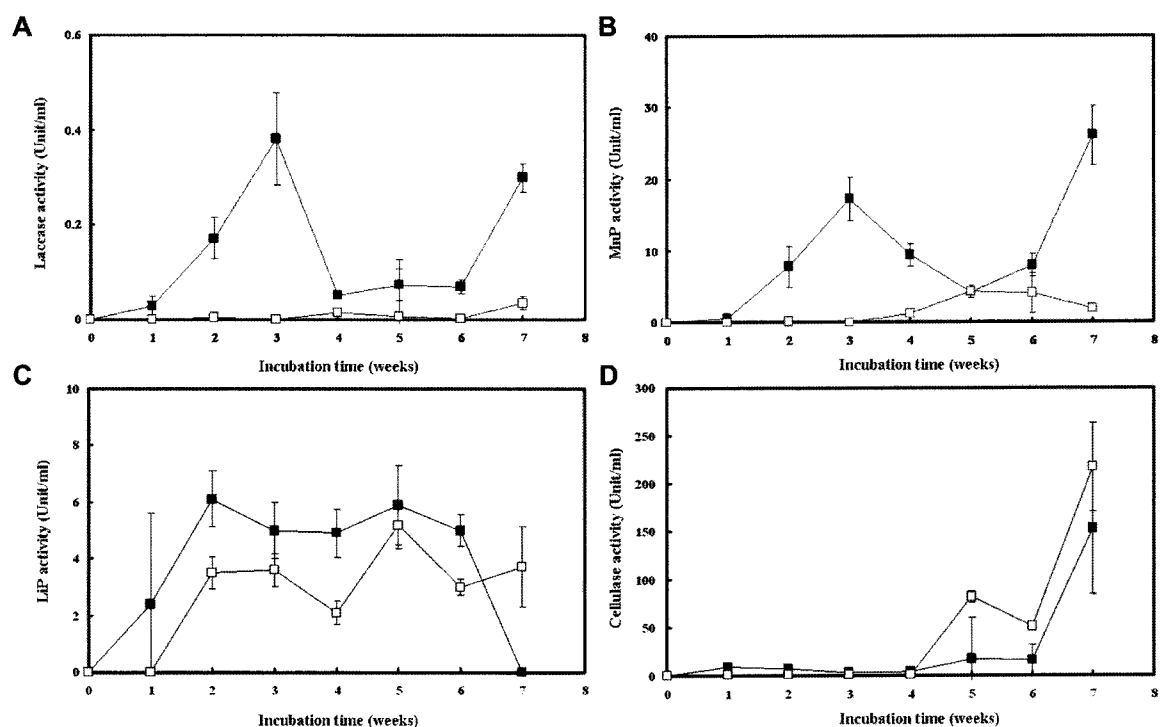 A
Laccase activity (Unit/ml)
0.6
0.4
0.2
0
0 1 2 3 4 5 6 7 8
Incubation time (weeks)
B
MnP activity (Unit/ml)
40
30
20
10
0
0 1 2 3 4 5 6 7 8
Incubation time (weeks)
C
LiP activity (Unit/ml)
10
8
6
4
2
0
0 1 2 3 4 5 6 7 8
Incubation time (weeks)
D
Cellulase activity (Unit/ml)
300
250
200
150
100
50
0
0 1 2 3 4 5 6 7 8
Incubation time (weeks)